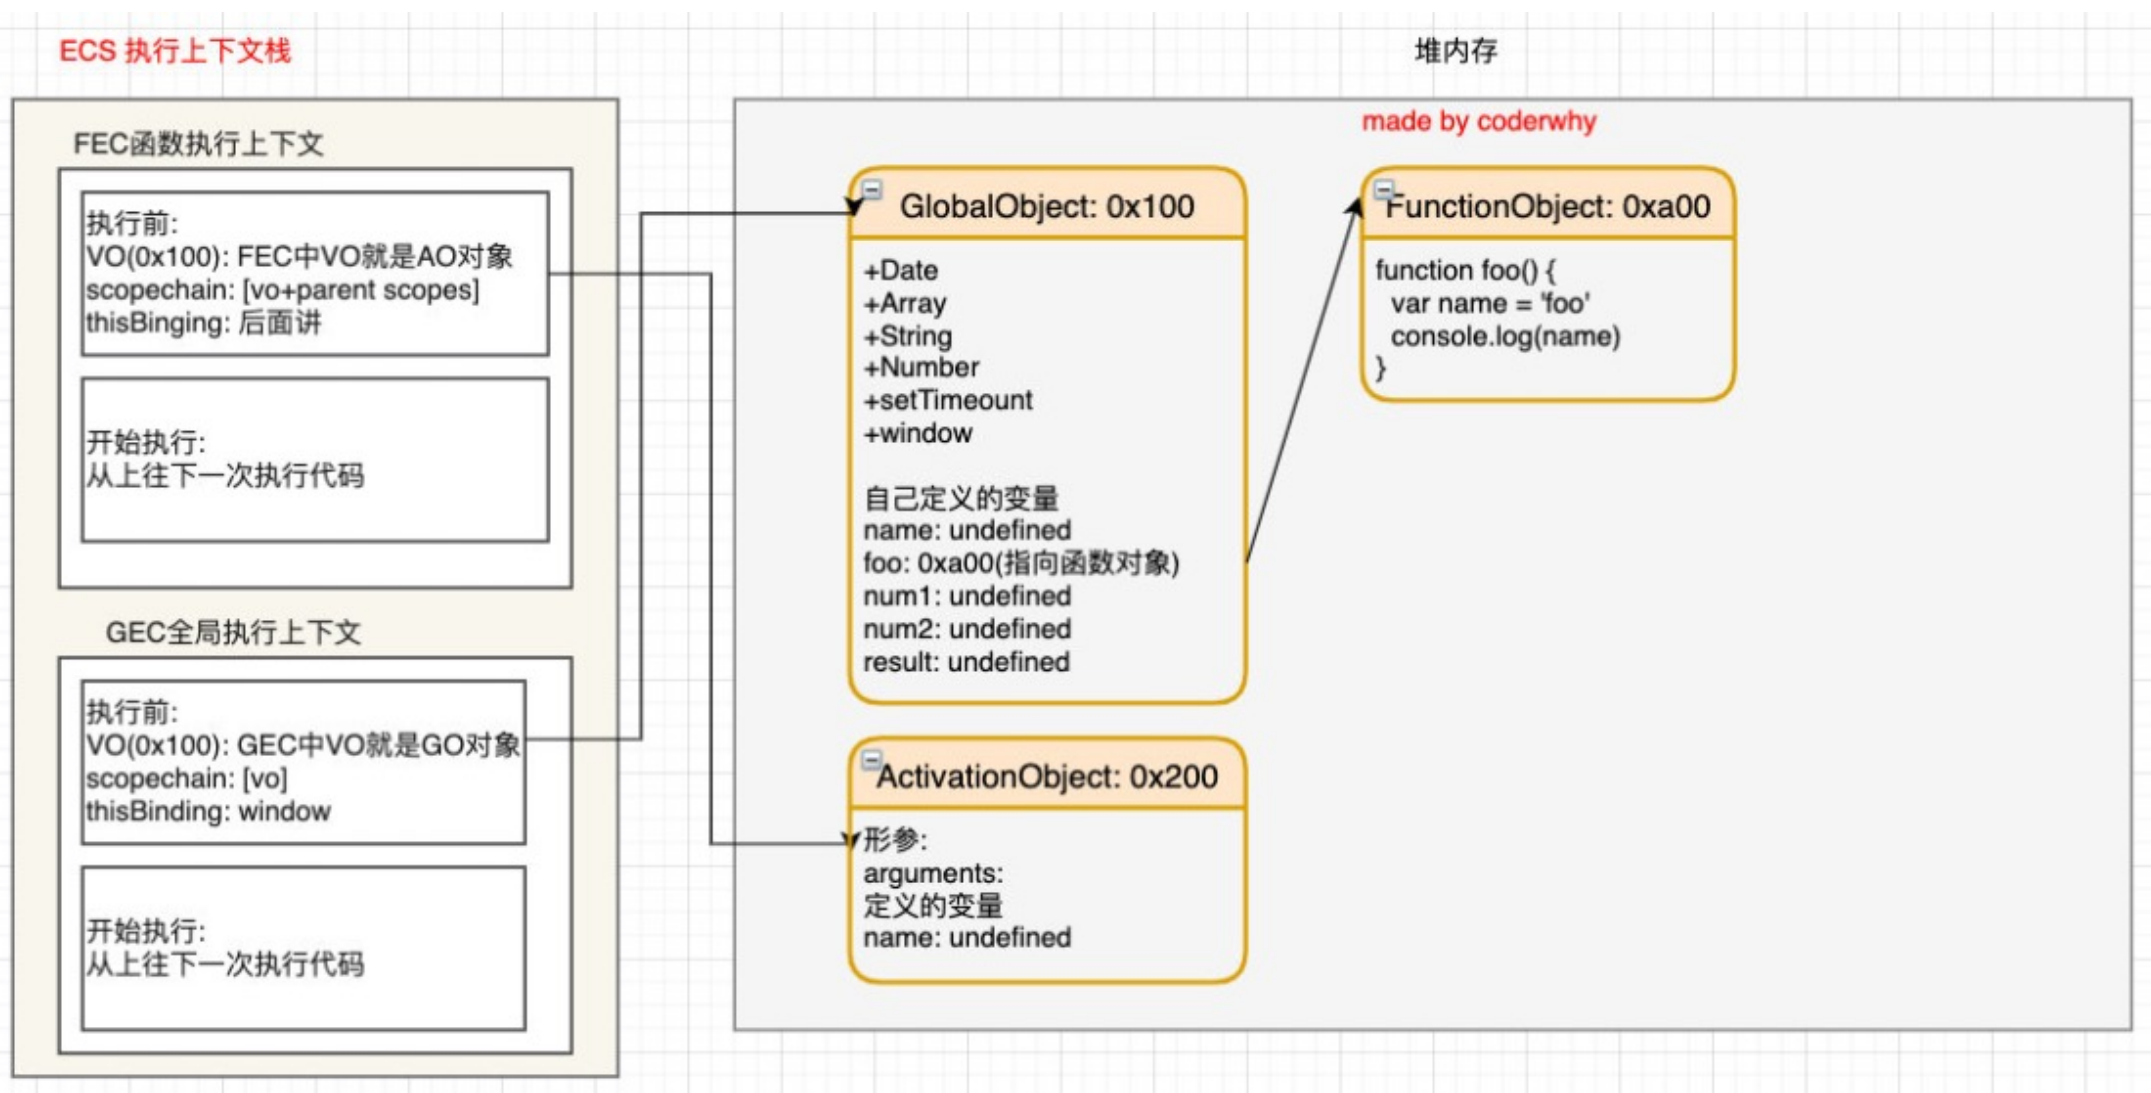 ECS 执行上下文栈
FEC函数执行上下文
执行前:
VO(0x100): FEC中VO就是AO对象
scopechain: [vo+parent scopes]
thisBinging: 后面讲
开始执行:
从上往下一次执行代码
GEC全局执行上下文
执行前:
VO(0x100): GEC中VO就是GO对象
scopechain: [vo]
thisBinding: window
开始执行:
从上往下一次执行代码
堆内存
made by coderwhy
GlobalObject: 0x100
+Date
+Array
+String
+Number
+setTimeount
+window
自己定义的变量
name: undefined
foo: 0xa00(指向函数对象)
num1: undefined
num2: undefined
result: undefined
FunctionObject: 0xa00
function foo() {
var name = 'foo'
console.log(name)
}
ActivationObject: 0x200
形参:
arguments:
定义的变量
name: undefined